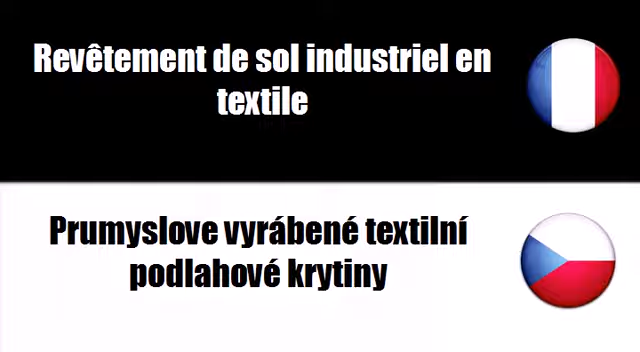 Revêtement de sol industriel en
textile
Prumyslove vyrábené textilní
podlahové krytiny